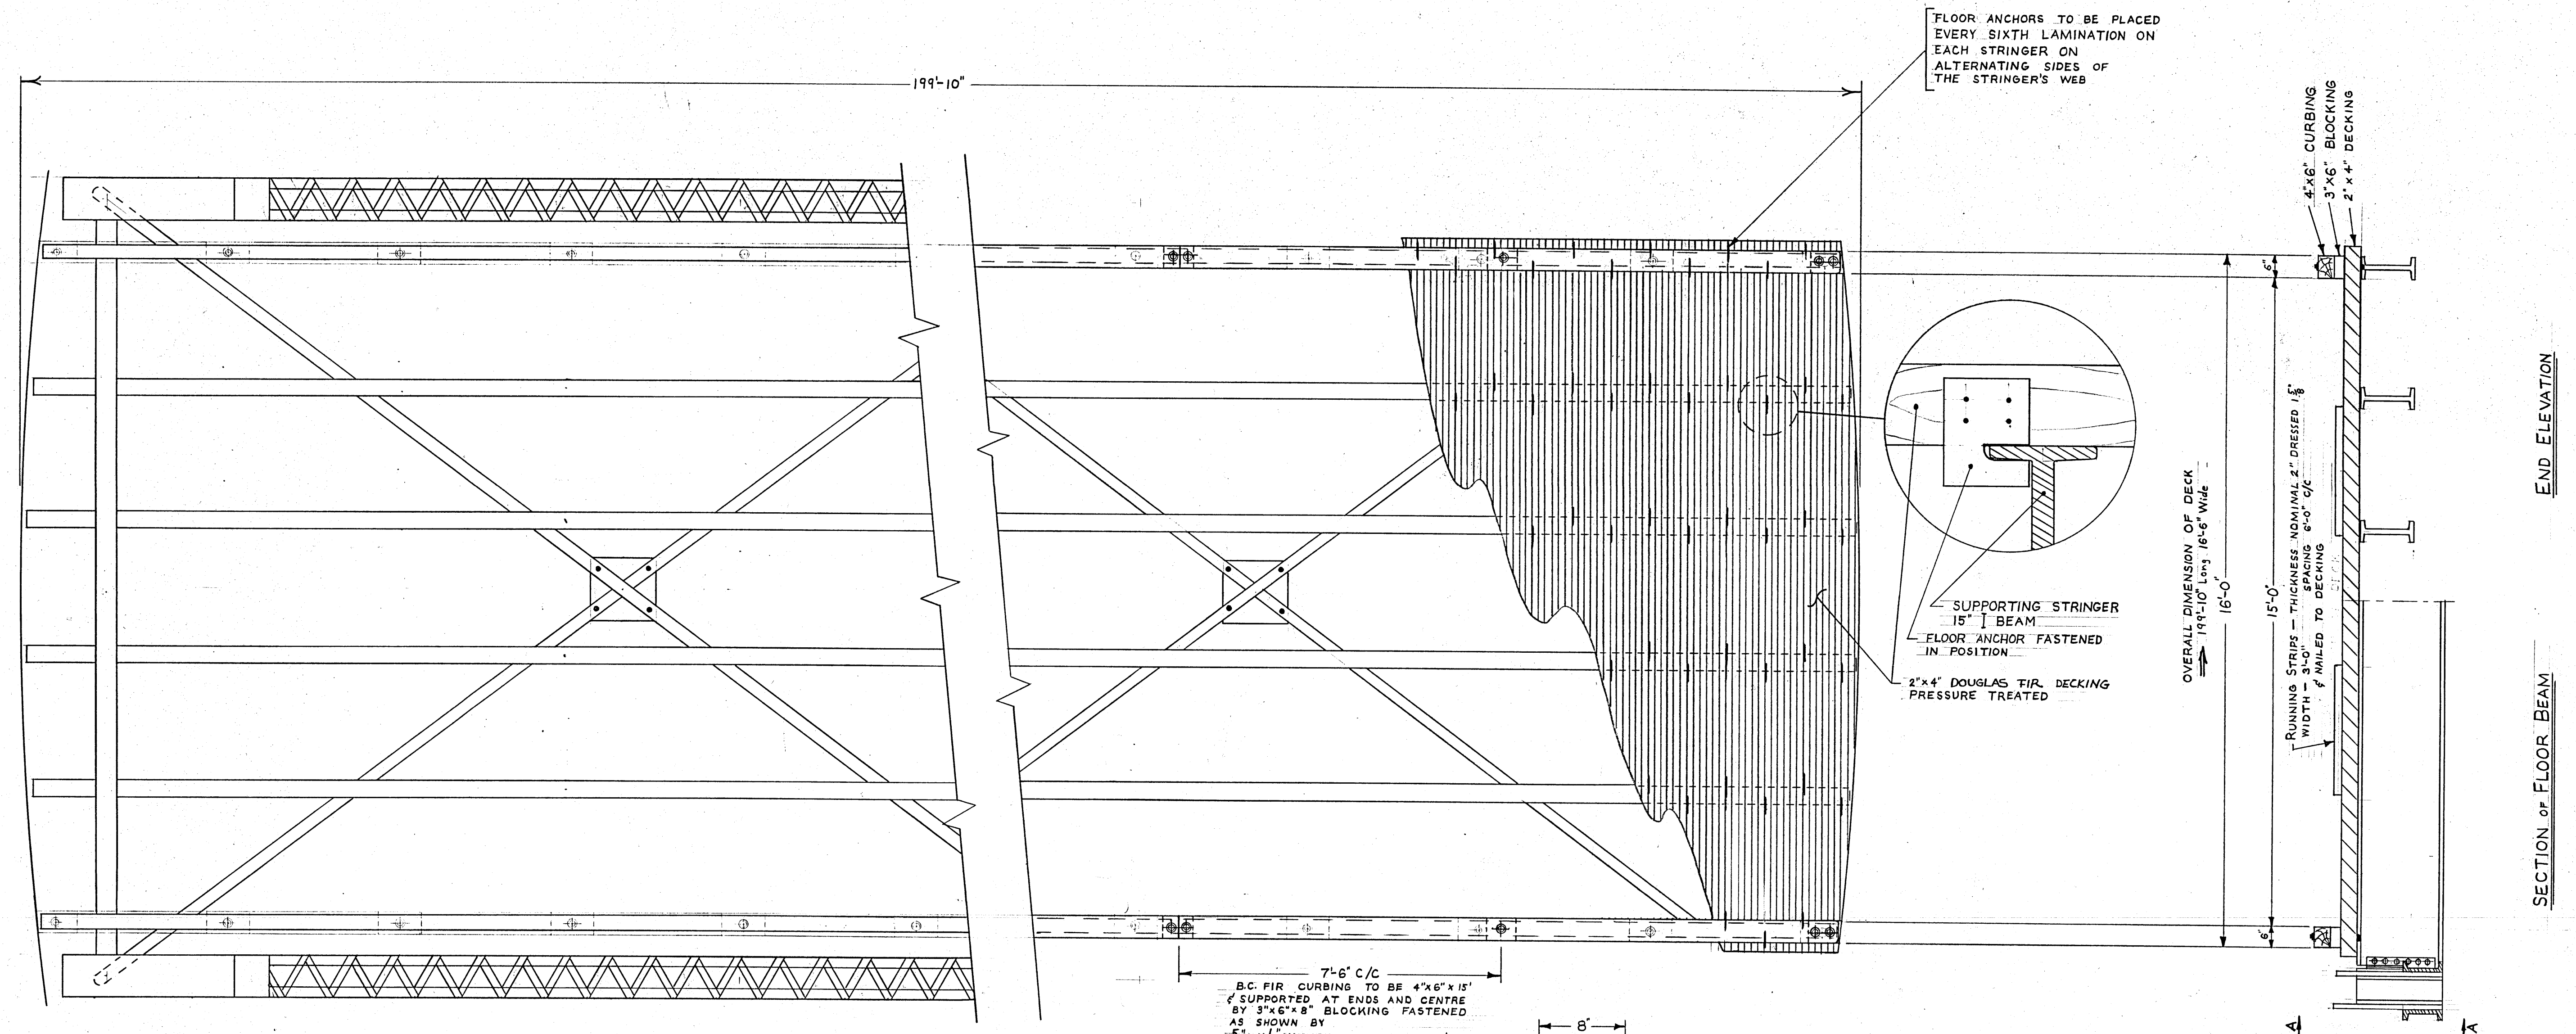 FLOOR ANCHORS TO BE PLACED
EVERY SIXTH LAMINATION ON
EACH STRINGER ON
ALTERNATING SIDES OF
THE STRINGER'S WEB
199'-10"
4"x6" CURBING
3"x6" BLOCKING
2"x4" DECKING
6"
16'-0"
15'-0"
6"
OVERALL DIMENSION OF DECK
199'-10" Long 16'-6" Wide
RUNNING STRIPS - THICKNESS NOMINAL 2" DRESSED 1 5/8"
WIDTH - 3'-0" SPACING 6'-0" C/C
& NAILED TO DECKING
END ELEVATION
SECTION OF FLOOR BEAM
SUPPORTING STRINGER
15" I BEAM
FLOOR ANCHOR FASTENED
IN POSITION
2"x4" DOUGLAS FIR DECKING
PRESSURE TREATED
7'-6" C/C
B.C. FIR CURBING TO BE 4"x6"x15'
& SUPPORTED AT ENDS AND CENTRE
BY 3"x6"x8" BLOCKING FASTENED
AS SHOWN BY
8"
A
A